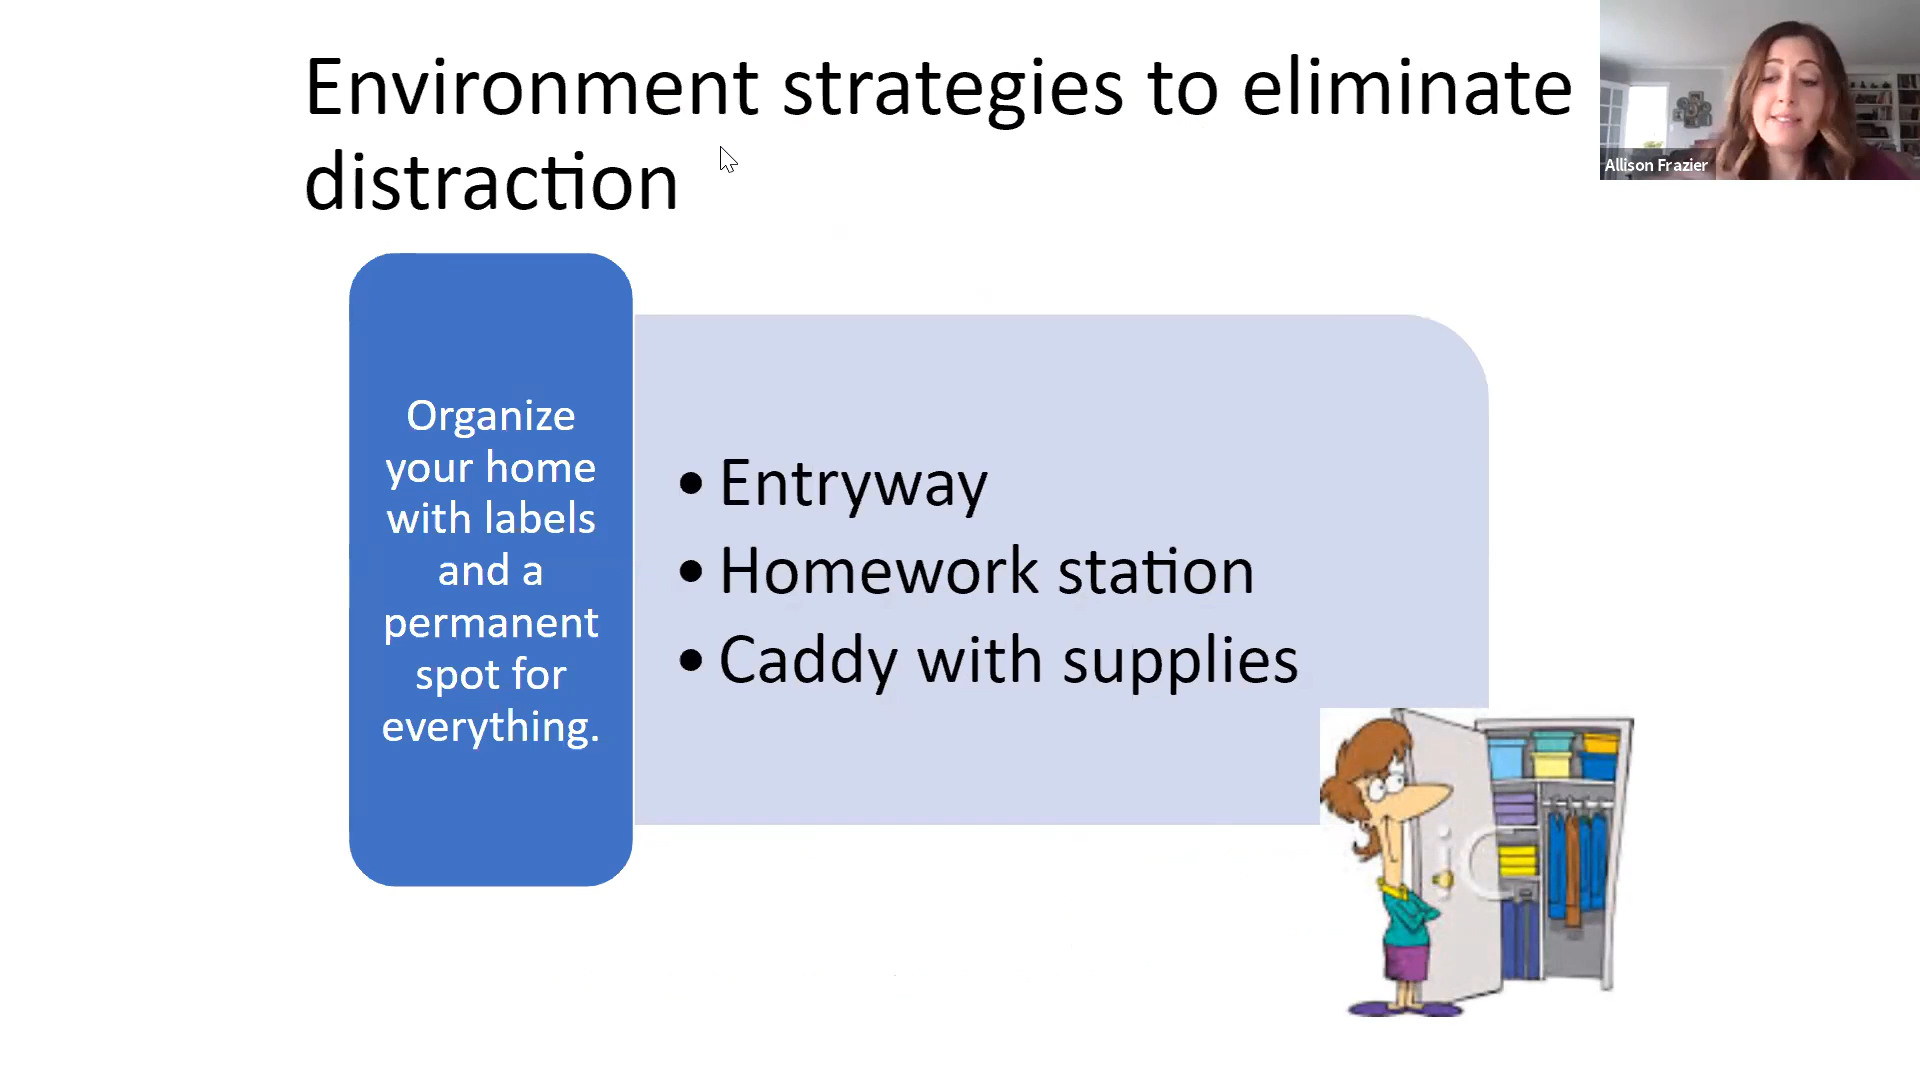 Environment strategies to eliminate
distraction
Allison Frazier
Organize
your home
with labels
and a
permanent
spot for
everything.
• Entryway
• Homework station
• Caddy with supplies
iC